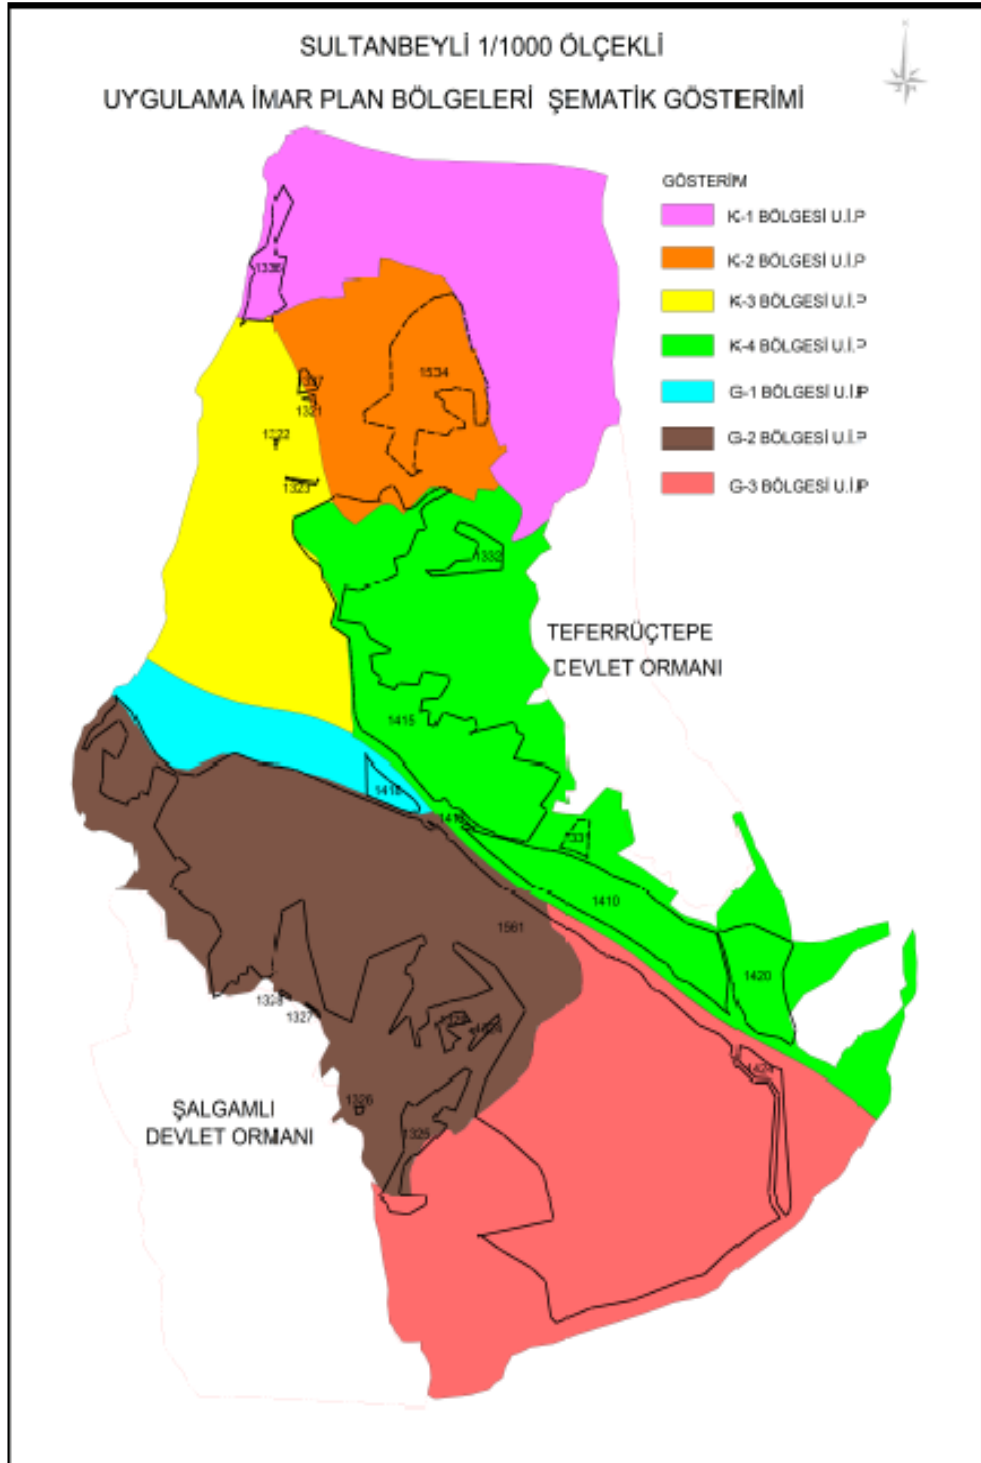 SULTANBEYLİ 1/1000 ÖLÇEKLİ
UYGULAMA İMAR PLAN BÖLGELERİ ŞEMATİK GÖSTERİMİ
GÖSTERİM
K-1 BÖLGESİ U.İ.P
K-2 BÖLGESİ U.İ.P
K-3 BÖLGESİ U.İ.P
K-4 BÖLGESİ U.İ.P
G-1 BÖLGESİ U.İ.P
G-2 BÖLGESİ U.İ.P
G-3 BÖLGESİ U.İ.P
1336
1534
1321
1322
1323
1332
TEFERRÜÇTEPE
DEVLET ORMANI
1415
1331
1410
1561
1420
1328
1327
1424
1326
1325
ŞALGAMLI
DEVLET ORMANI